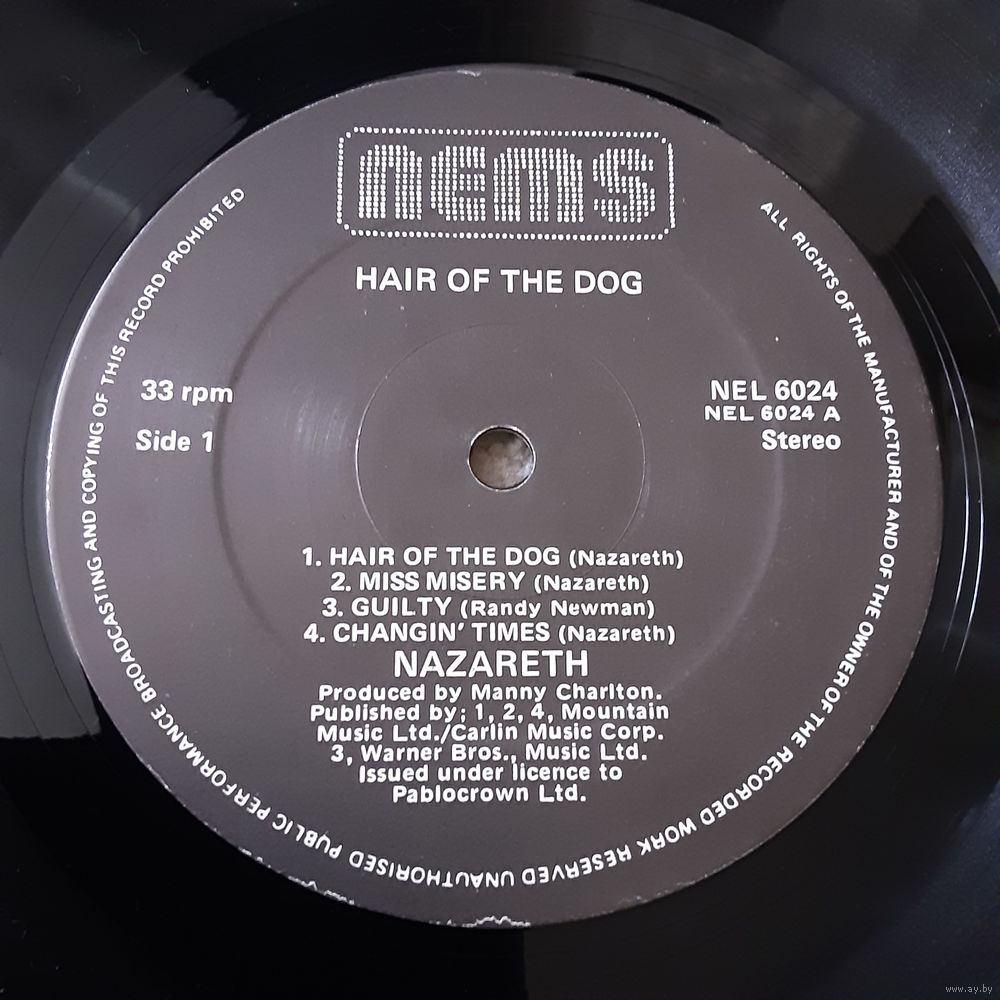 nems
HAIR OF THE DOG
33 rpm
Side 1
NEL 6024
NEL 6024 A
Stereo
1. HAIR OF THE DOG (Nazareth)
2. MISS MISERY (Nazareth)
3. GUILTY (Randy Newman)
4. CHANGIN' TIMES (Nazareth)
NAZARETH
Produced by Manny Charlton.
Published by: 1, 2, 4, Mountain
Music Ltd./Carlin Music Corp.
3, Warner Bros., Music Ltd.
Issued under licence to
Pablocrown Ltd.
ALL RIGHTS OF THE MANUFACTURER AND OF THE OWNER OF THE RECORDED WORK RESERVED UNAUTHORISED PUBLIC PERFORMANCE BROADCASTING AND COPYING OF THIS RECORD PROHIBITED
www.ay.by